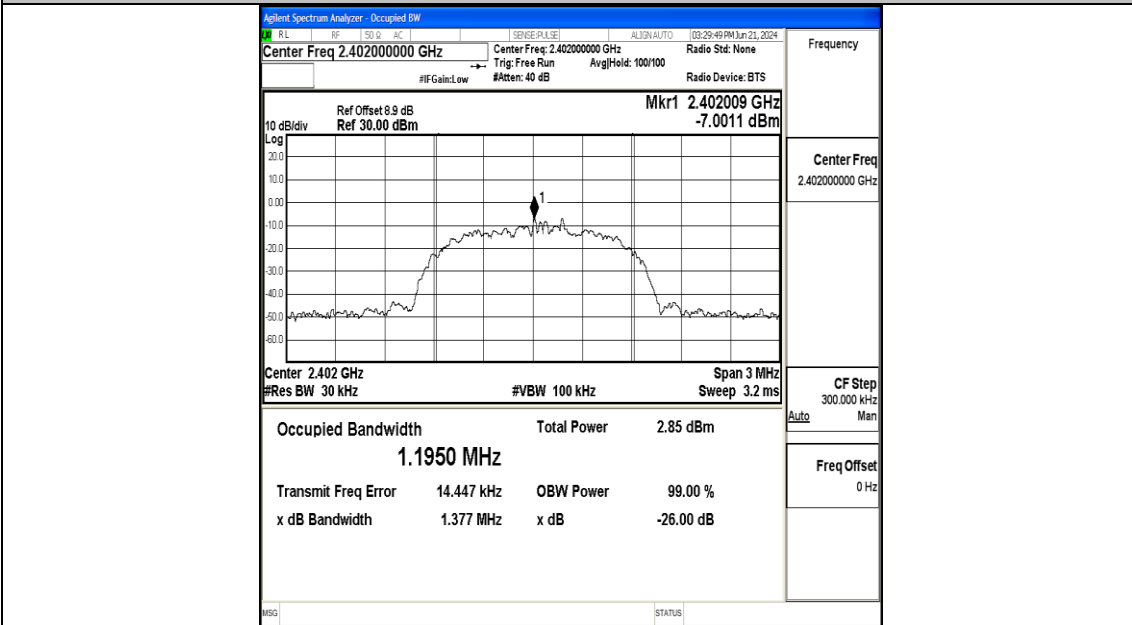 Agilent Spectrum Analyzer - Occupied BW
RL RF 50 Ω AC SENSE:PULSE ALIGN AUTO 03:29:49 PM Jun 21, 2024
Center Freq 2.402000000 GHz
Center Freq: 2.402000000 GHz
Radio Std: None
Trig: Free Run Avg|Hold: 100/100
#IFGain:Low
#Atten: 40 dB
Radio Device: BTS
Frequency
Mkr1 2.402009 GHz
-7.0011 dBm
Ref Offset 8.9 dB
10 dB/div Ref 30.00 dBm
Log
20.0
10.0
0.00
-10.0
-20.0
-30.0
-40.0
-50.0
-60.0
1
Center Freq
2.402000000 GHz
Center 2.402 GHz
Span 3 MHz
#Res BW 30 kHz
#VBW 100 kHz
Sweep 3.2 ms
CF Step
300.000 kHz
Auto Man
Occupied Bandwidth
1.1950 MHz
Total Power 2.85 dBm
Transmit Freq Error 14.447 kHz
OBW Power 99.00 %
x dB Bandwidth 1.377 MHz
x dB -26.00 dB
Freq Offset
0 Hz
MSG
STATUS